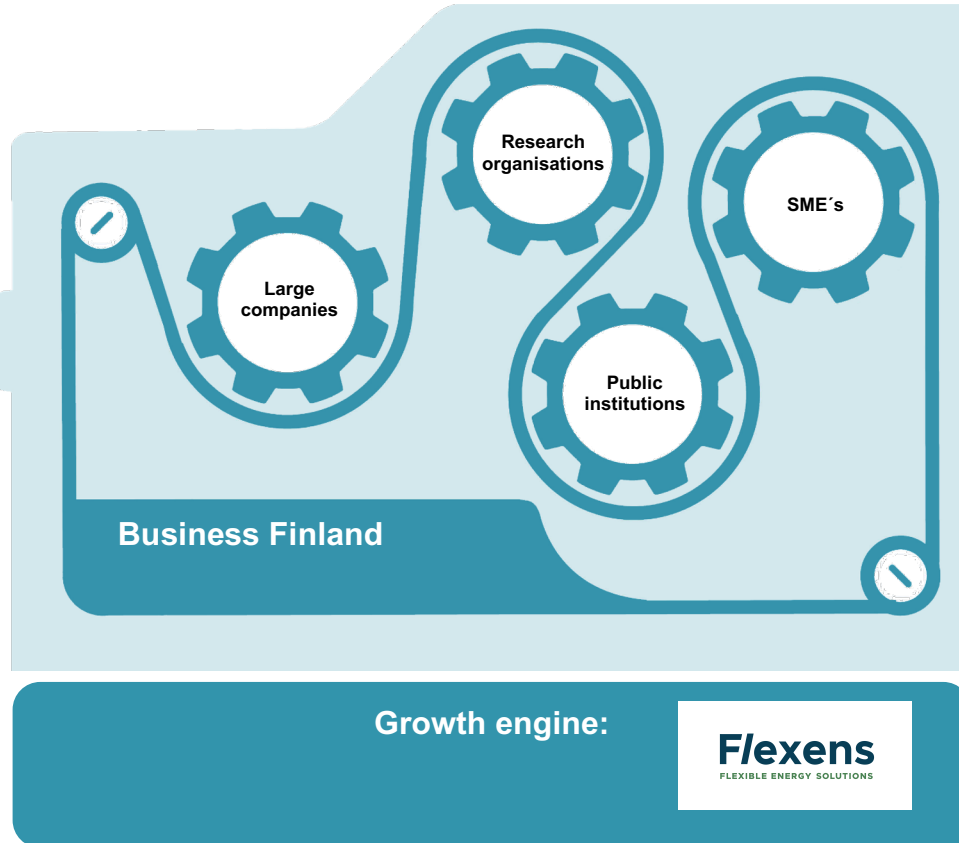 Research
organisations
SME´s
Large
companies
Public
institutions
Business Finland
Growth engine:
Flexens
FLEXIBLE ENERGY SOLUTIONS